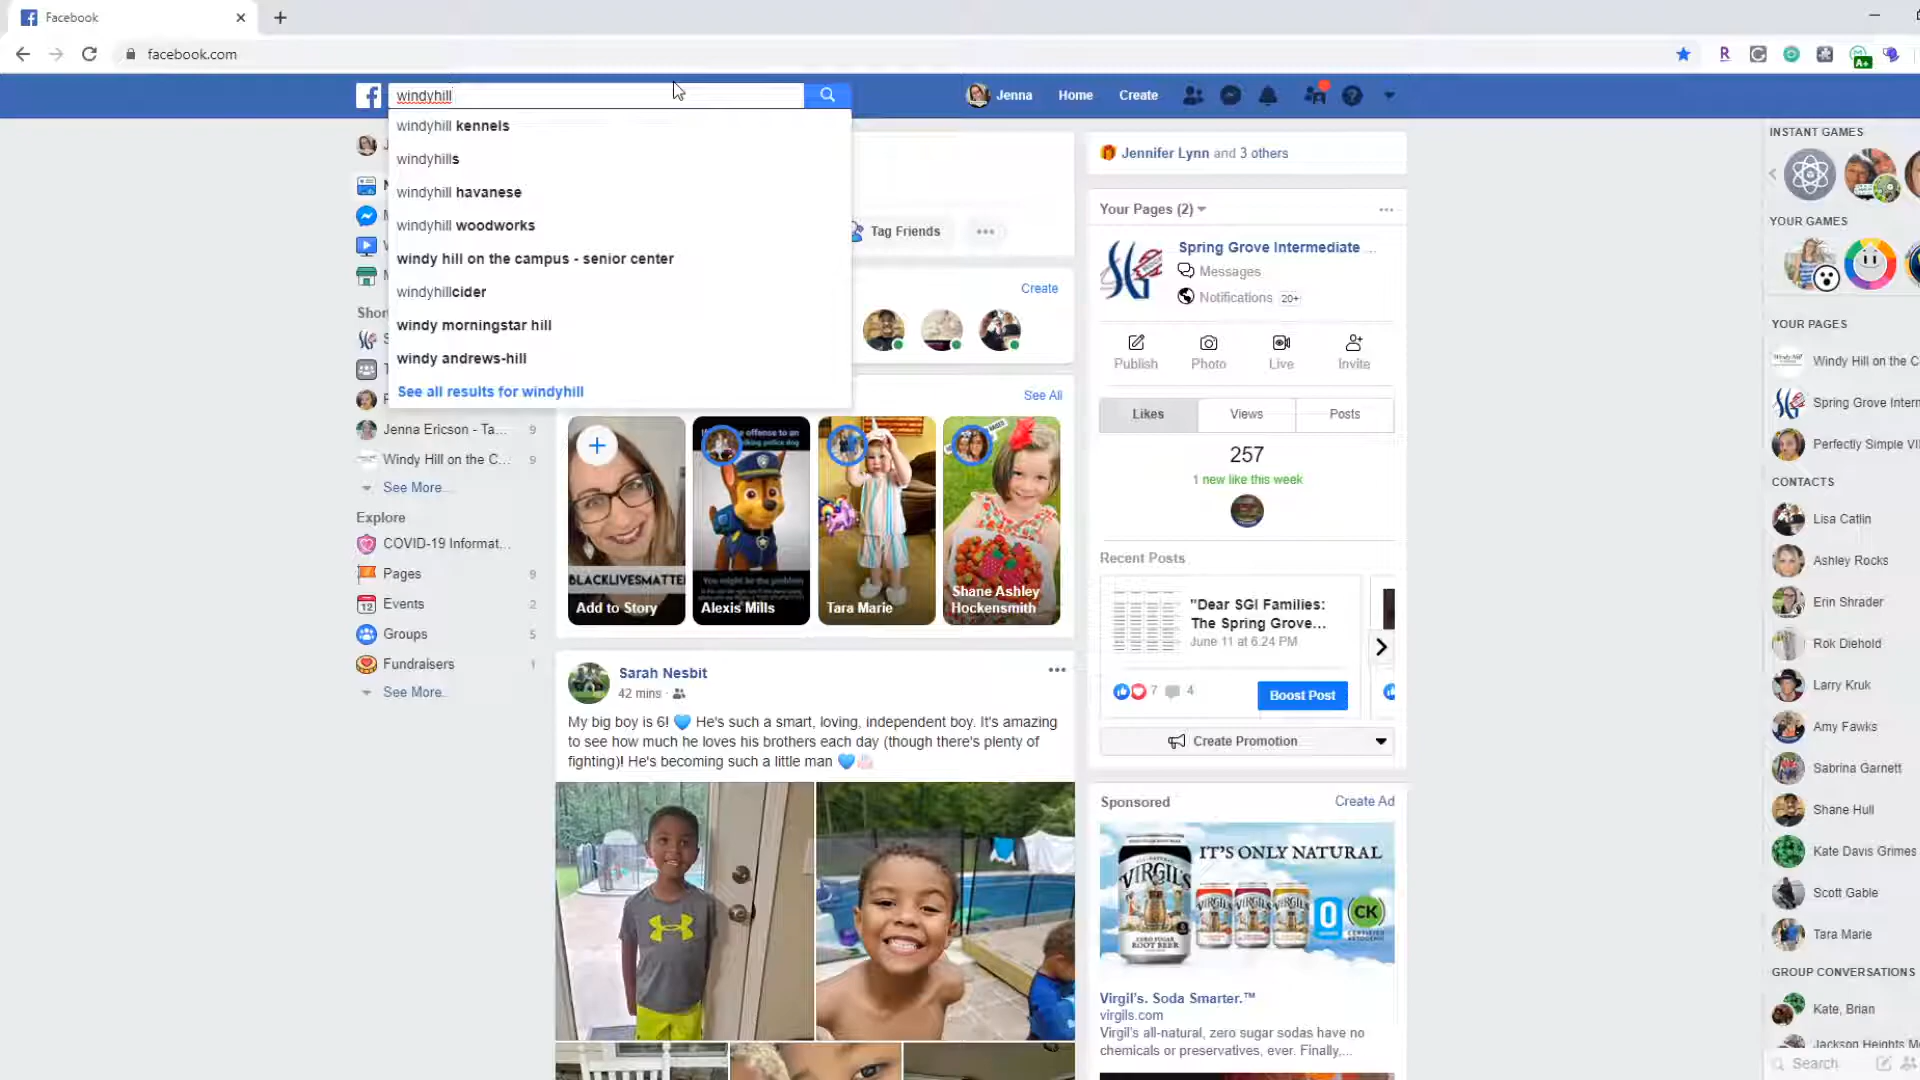 Facebook
facebook.com
R
A+
windyhill
Jenna
Home
Create
windyhill kennels
windyhills
windyhill havanese
windyhill woodworks
windy hill on the campus - senior center
windyhillcider
windy morningstar hill
windy andrews-hill
See all results for windyhill
Jenna Ericson - Ta... 9
Windy Hill on the C... 9
See More...
Explore
COVID-19 Informat...
Pages 9
Events 2
Groups 5
Fundraisers 1
See More...
Tag Friends
Create
See All
BLACKLIVESMATTE
Add to Story
Alexis Mills
Tara Marie
Shane Ashley
Hockensmith
Sarah Nesbit
42 mins ·
My big boy is 6! 💙 He's such a smart, loving, independent boy. It's amazing
to see how much he loves his brothers each day (though there's plenty of
fighting)! He's becoming such a little man 💙
Jennifer Lynn and 3 others
Your Pages (2)
Spring Grove Intermediate ...
Messages
Notifications 20+
Publish
Photo
Live
Invite
Likes
Views
Posts
257
1 new like this week
Recent Posts
"Dear SGI Families:
The Spring Grove...
June 11 at 6:24 PM
7
4
Boost Post
Create Promotion
Sponsored
Create Ad
IT'S ONLY NATURAL
VIRGIL'S
ZERO SUGAR
ROOT BEER
0
CK
Virgil's. Soda Smarter.™
virgils.com
Virgil's all-natural, zero sugar sodas have no
chemicals or preservatives, ever. Finally,...
INSTANT GAMES
YOUR GAMES
YOUR PAGES
Windy Hill on the C
Spring Grove Intern
Perfectly Simple VI
CONTACTS
Lisa Catlin
Ashley Rocks
Erin Shrader
Rok Diehold
Larry Kruk
Amy Fawks
Sabrina Garnett
Shane Hull
Kate Davis Grimes
Scott Gable
Tara Marie
GROUP CONVERSATIONS
Kate, Brian
Jackson Heights M
Search